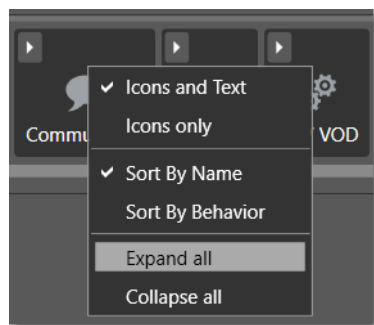 Icons and Text
Icons only
Commu
VOD
Sort By Name
Sort By Behavior
Expand all
Collapse all